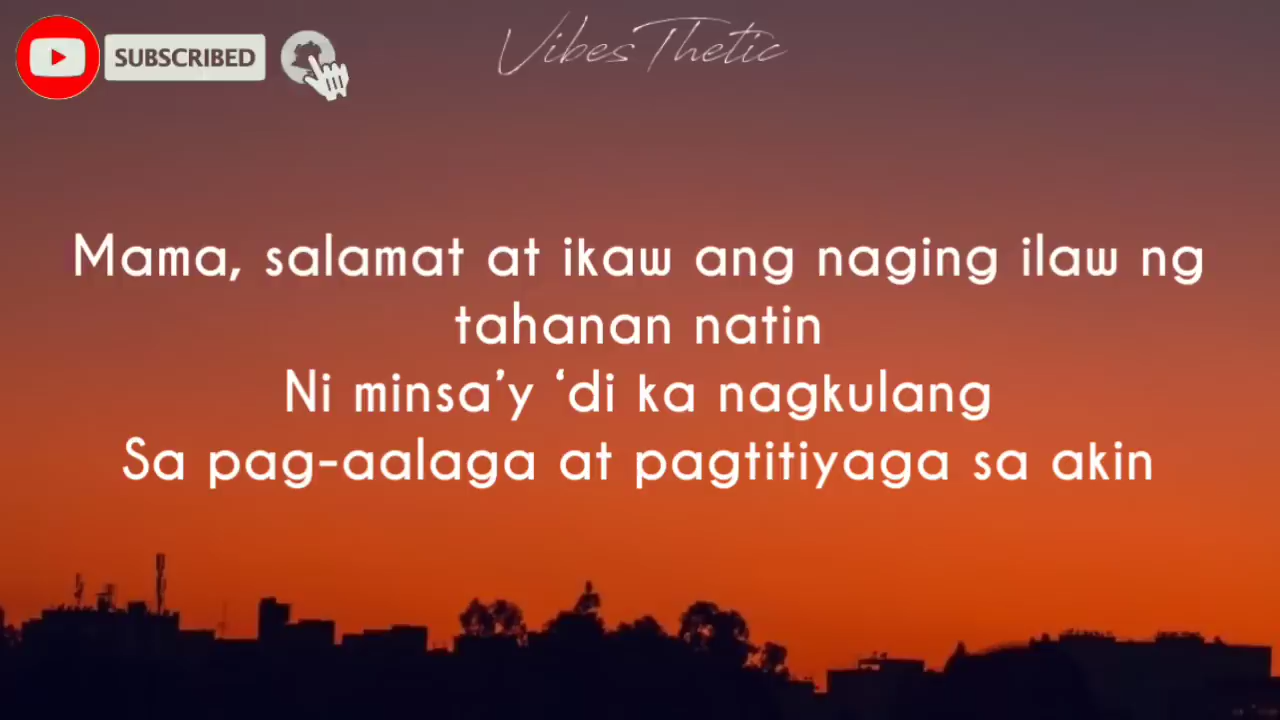 SUBSCRIBED
VibesThetic
Mama, salamat at ikaw ang naging ilaw ng
tahanan natin
Ni minsa’y ‘di ka nagkulang
Sa pag-aalaga at pagtitiyaga sa akin